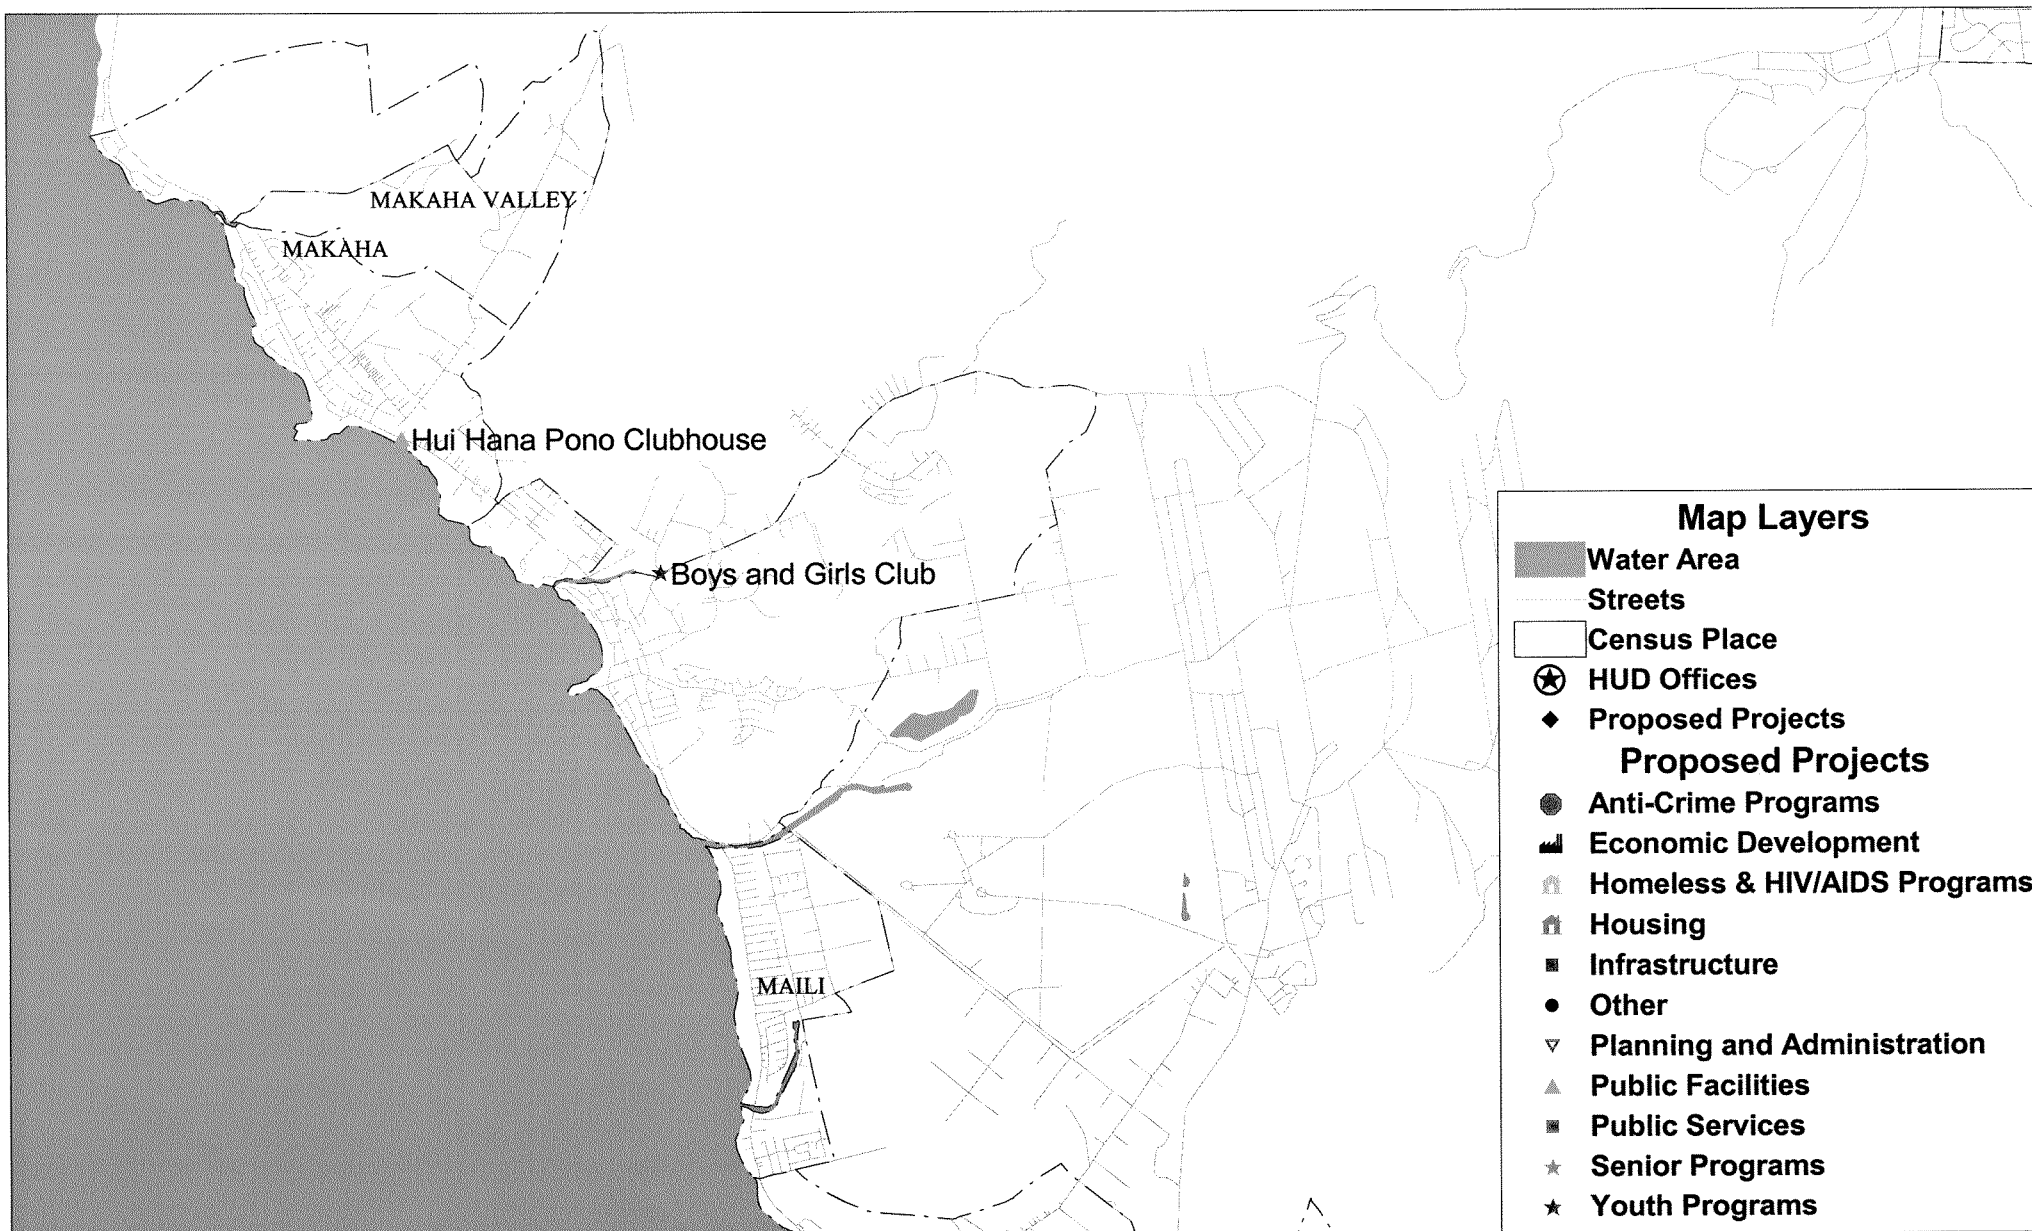 MAKAHA VALLEY
MAKAHA
Hui Hana Pono Clubhouse
Boys and Girls Club
MAILI
Map Layers
Water Area
Streets
Census Place
HUD Offices
Proposed Projects
Proposed Projects
Anti-Crime Programs
Economic Development
Homeless & HIV/AIDS Programs
Housing
Infrastructure
Other
Planning and Administration
Public Facilities
Public Services
Senior Programs
Youth Programs